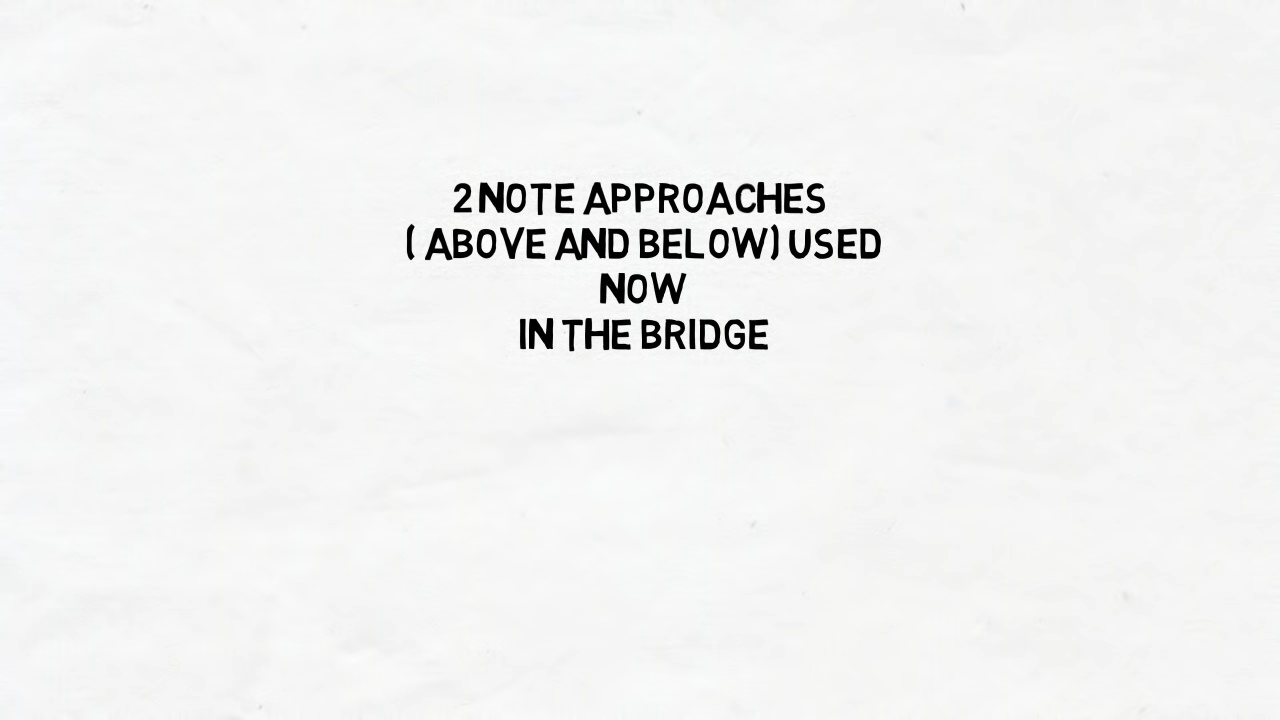 2 NOTE APPROACHES
( ABOVE AND BELOW) USED
NOW
IN THE BRIDGE